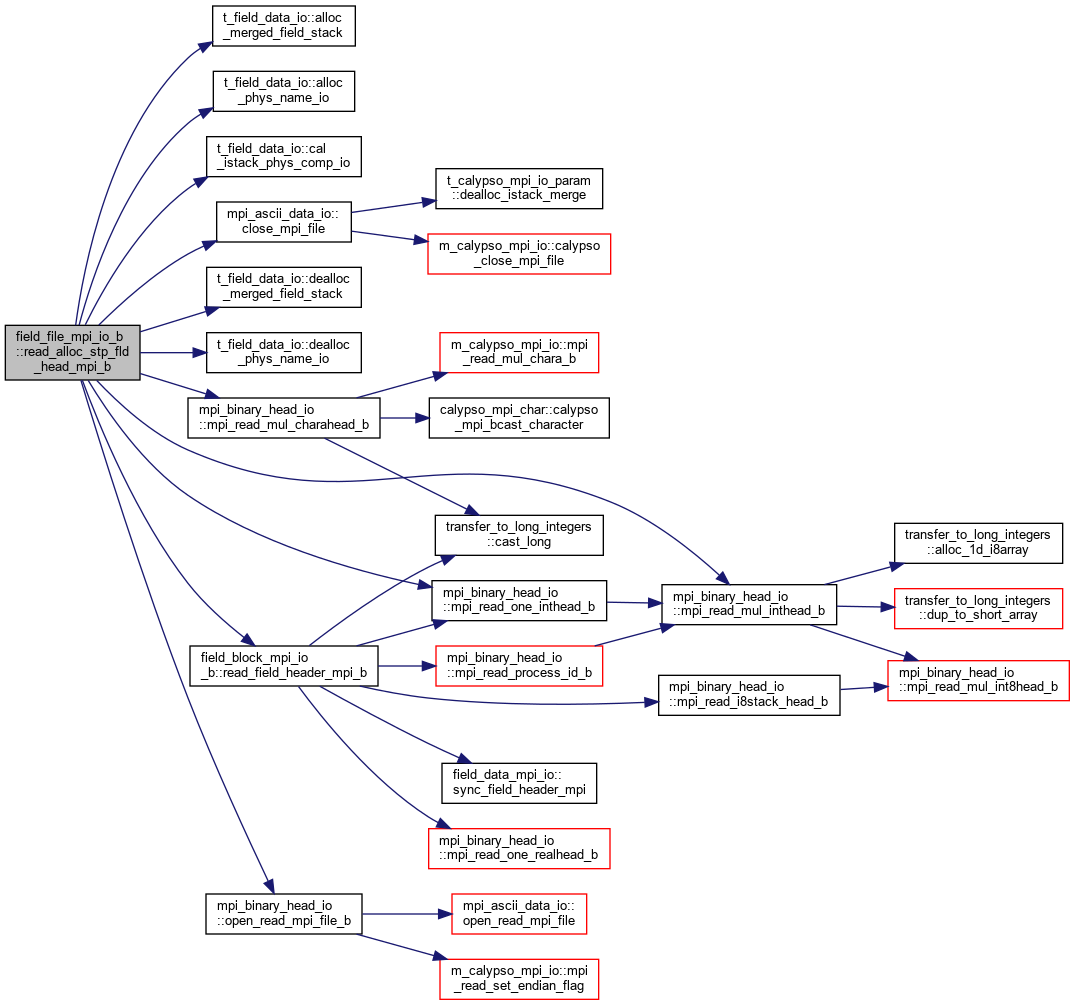 t_field_data_io::alloc
_merged_field_stack
t_field_data_io::alloc
_phys_name_io
t_field_data_io::cal
_istack_phys_comp_io
t_calypso_mpi_io_param
::dealloc_istack_merge
mpi_ascii_data_io::
close_mpi_file
m_calypso_mpi_io::calypso
_close_mpi_file
t_field_data_io::dealloc
_merged_field_stack
field_file_mpi_io_b
::read_alloc_stp_fld
_head_mpi_b
t_field_data_io::dealloc
_phys_name_io
m_calypso_mpi_io::mpi
_read_mul_chara_b
mpi_binary_head_io
::mpi_read_mul_charahead_b
calypso_mpi_char::calypso
_mpi_bcast_character
transfer_to_long_integers
::cast_long
transfer_to_long_integers
::alloc_1d_i8array
mpi_binary_head_io
::mpi_read_one_inthead_b
mpi_binary_head_io
::mpi_read_mul_inthead_b
transfer_to_long_integers
::dup_to_short_array
field_block_mpi_io
_b::read_field_header_mpi_b
mpi_binary_head_io
::mpi_read_process_id_b
mpi_binary_head_io
::mpi_read_i8stack_head_b
mpi_binary_head_io
::mpi_read_mul_int8head_b
field_data_mpi_io::
sync_field_header_mpi
mpi_binary_head_io
::mpi_read_one_realhead_b
mpi_binary_head_io
::open_read_mpi_file_b
mpi_ascii_data_io::
open_read_mpi_file
m_calypso_mpi_io::mpi
_read_set_endian_flag